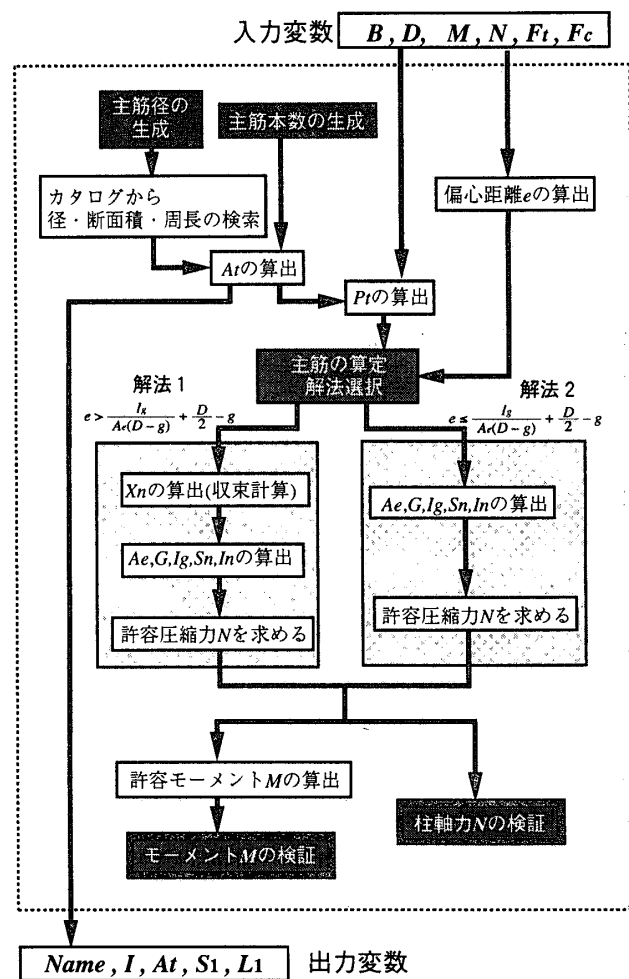 入力変数 B , D, M , N , Ft , Fc
主筋径の
生成
主筋本数の生成
カタログから
径・断面積・周長の検索
偏心距離eの算出
Atの算出
Ptの算出
主筋の算定
解法選択
解法1
e > Ig / Ae(D−g) + D/2 − g
解法2
e ≤ Ig / Ae(D−g) + D/2 − g
Xnの算出(収束計算)
Ae,G,Ig,Sn,Inの算出
許容圧縮力Nを求める
Ae,G,Ig,Sn,Inの算出
許容圧縮力Nを求める
許容モーメントMの算出
モーメントMの検証
柱軸力Nの検証
Name , I , At , S1 , L1 出力変数